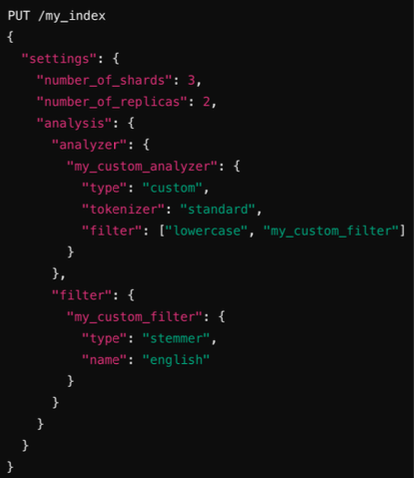 PUT /my_index
{
  "settings": {
    "number_of_shards": 3,
    "number_of_replicas": 2,
    "analysis": {
      "analyzer": {
        "my_custom_analyzer": {
          "type": "custom",
          "tokenizer": "standard",
          "filter": ["lowercase", "my_custom_filter"]
        }
      },
      "filter": {
        "my_custom_filter": {
          "type": "stemmer",
          "name": "english"
        }
      }
    }
  }
}